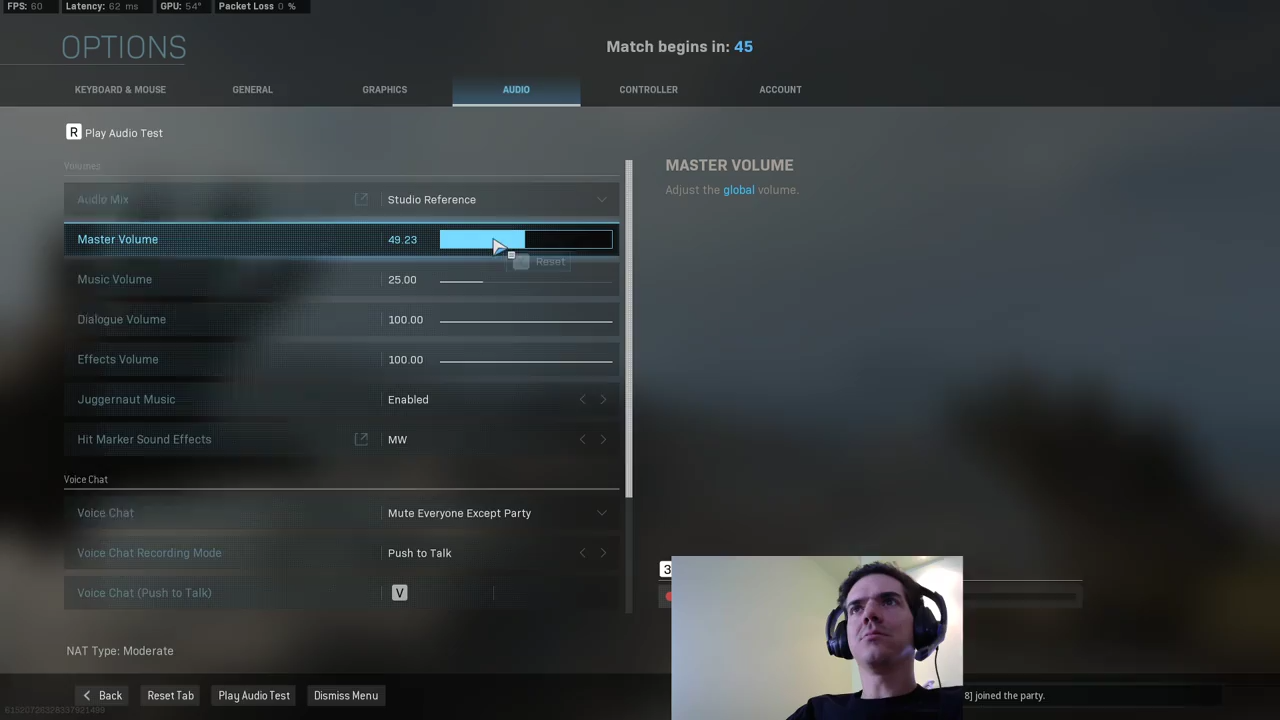 FPS: 60 Latency: 62 ms GPU: 54° Packet Loss 0 %
OPTIONS
Match begins in: 45
KEYBOARD & MOUSE GENERAL GRAPHICS AUDIO CONTROLLER ACCOUNT
R Play Audio Test
Volumes
Audio Mix Studio Reference
Master Volume 49.23
Reset
Music Volume 25.00
Dialogue Volume 100.00
Effects Volume 100.00
Juggernaut Music Enabled
Hit Marker Sound Effects MW
Voice Chat
Voice Chat Mute Everyone Except Party
Voice Chat Recording Mode Push to Talk
Voice Chat (Push to Talk) V
MASTER VOLUME
Adjust the global volume.
3
NAT Type: Moderate
Back Reset Tab Play Audio Test Dismiss Menu
8] joined the party.